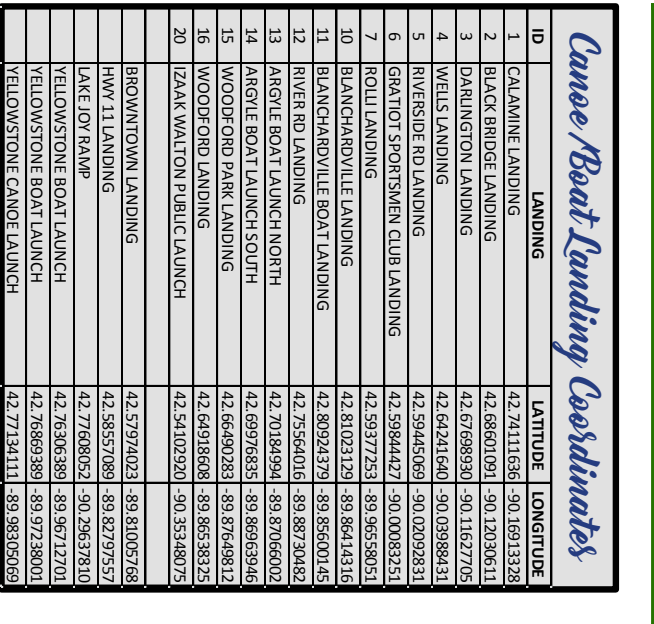 Canoe/Boat Landing Coordinates
ID LANDING LATITUDE LONGITUDE
1 CALAMINE LANDING 42.74111636 -90.16913328
2 BLACK BRIDGE LANDING 42.68601091 -90.12030611
3 DARLINGTON LANDING 42.67698930 -90.11627705
4 WELLS LANDING 42.64241640 -90.03988431
5 RIVERSIDE RD LANDING 42.59445069 -90.02092831
6 GRATIOT SPORTSMEN CLUB LANDING 42.59844427 -90.00083251
7 ROLLI LANDING 42.59377253 -89.96558051
10 BLANCHARDVILLE LANDING 42.81023129 -89.86414316
11 BLANCHARDVILLE BOAT LANDING 42.80924379 -89.85600145
12 RIVER RD LANDING 42.75564016 -89.88730482
13 ARGYLE BOAT LAUNCH NORTH 42.70184994 -89.87066002
14 ARGYLE BOAT LAUNCH SOUTH 42.69976835 -89.86963946
15 WOODFORD PARK LANDING 42.66490283 -89.87649812
16 WOODFORD LANDING 42.64918608 -89.86538325
20 IZAAK WALTON PUBLIC LAUNCH 42.54102920 -90.35348075
BROWNTOWN LANDING 42.57974023 -89.81005768
HWY 11 LANDING 42.58557089 -89.82797557
LAKE JOY RAMP 42.77608052 -90.29637810
YELLOWSTONE BOAT LAUNCH 42.76306389 -89.96712701
YELLOWSTONE BOAT LAUNCH 42.76869389 -89.97238001
YELLOWSTONE CANOE LAUNCH 42.77134111 -89.98305069